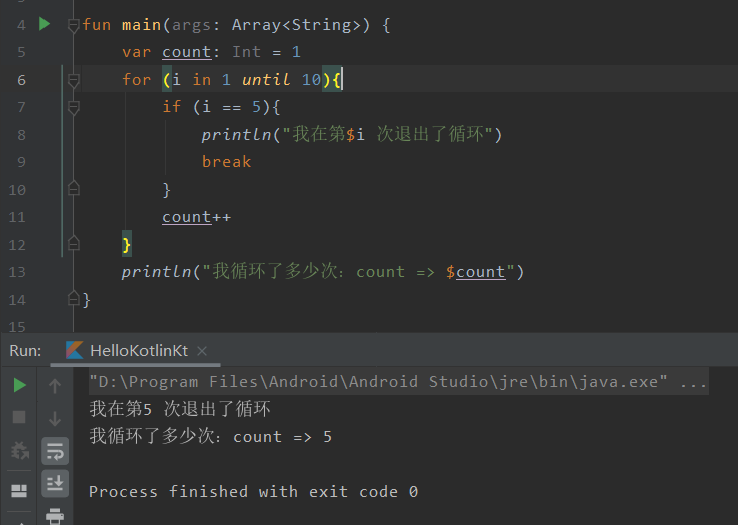 4 fun main(args: Array<String>) {
5 var count: Int = 1
6 for (i in 1 until 10){
7 if (i == 5){
8 println("我在第$i 次退出了循环")
9 break
10 }
11 count++
12 }
13 println("我循环了多少次：count => $count")
14 }
15
Run: HelloKotlinKt
"D:\Program Files\Android\Android Studio\jre\bin\java.exe" ...
我在第5 次退出了循环
我循环了多少次：count => 5
Process finished with exit code 0